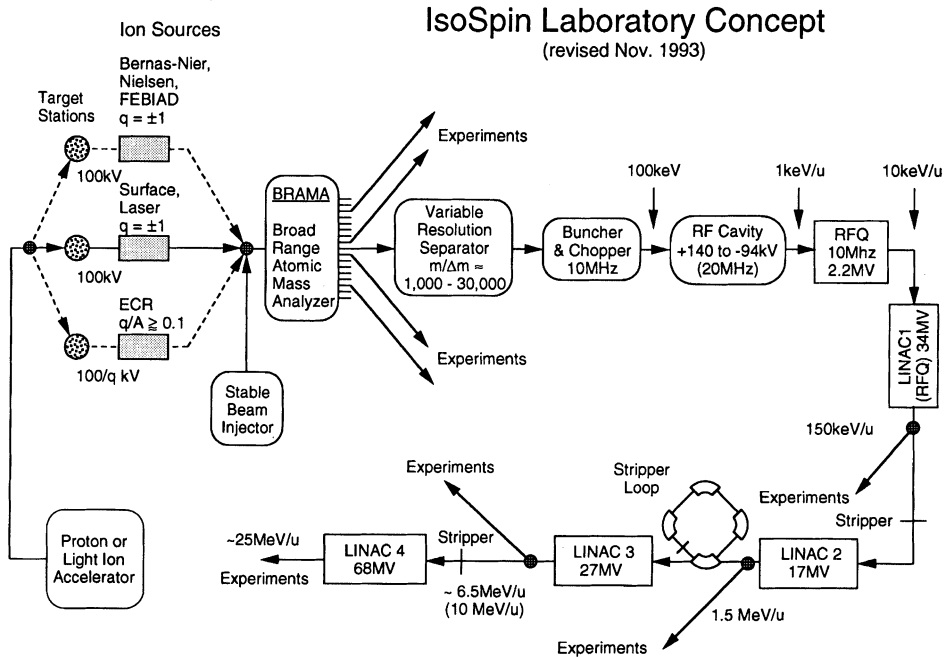 IsoSpin Laboratory Concept
(revised Nov. 1993)
Ion Sources
Bernas-Nier,
Nielsen,
FEBIAD
q = ±1
Target
Stations
100kV
Surface,
Laser
q = ±1
100kV
ECR
q/A ≧ 0.1
100/q kV
Stable
Beam
Injector
Proton or
Light Ion
Accelerator
BRAMA
Broad
Range
Atomic
Mass
Analyzer
Experiments
Experiments
Variable
Resolution
Separator
m/Δm ≈
1,000 - 30,000
Buncher
& Chopper
10MHz
100keV
RF Cavity
+140 to -94kV
(20MHz)
1keV/u
RFQ
10Mhz
2.2MV
10keV/u
LINAC1
(RFQ) 34MV
150keV/u
Experiments
Stripper
LINAC 2
17MV
1.5 MeV/u
Experiments
Stripper
Loop
LINAC 3
27MV
Experiments
Stripper
~ 6.5MeV/u
(10 MeV/u)
LINAC 4
68MV
~25MeV/u
Experiments